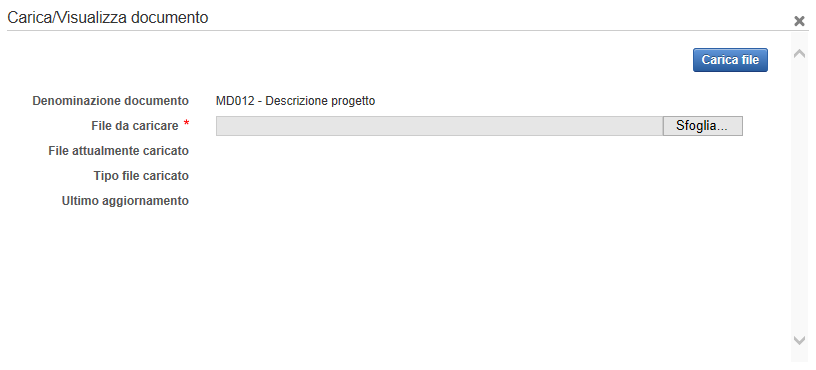 Carica/Visualizza documento
Carica file
Denominazione documento MD012 - Descrizione progetto
File da caricare * Sfoglia...
File attualmente caricato
Tipo file caricato
Ultimo aggiornamento